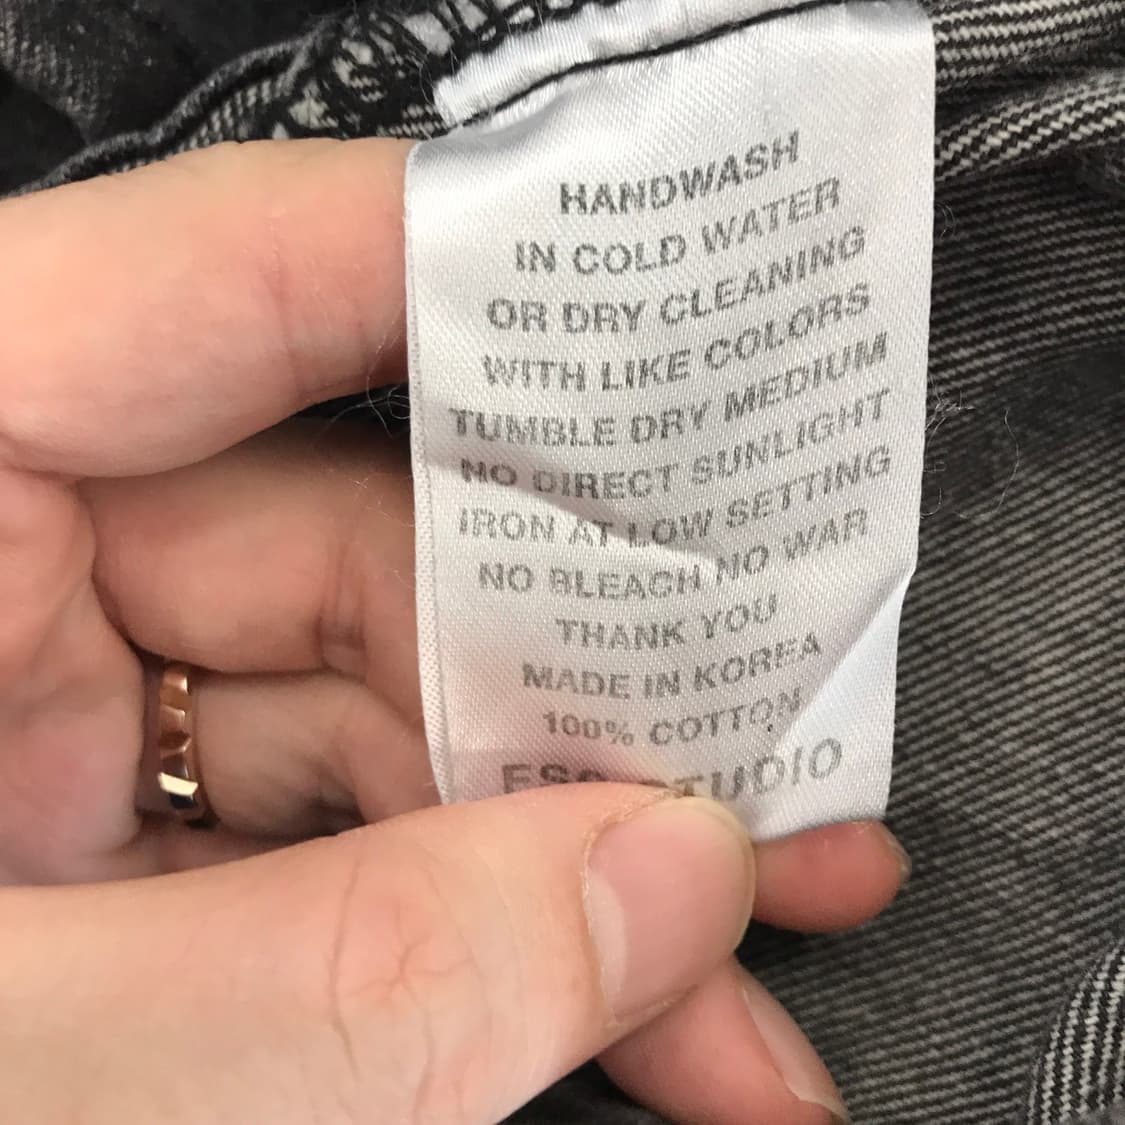 HANDWASH
IN COLD WATER
OR DRY CLEANING
WITH LIKE COLORS
TUMBLE DRY MEDIUM
NO DIRECT SUNLIGHT
IRON AT LOW SETTING
NO BLEACH NO WAR
THANK YOU
MADE IN KOREA
100% COTTON
STUDIO